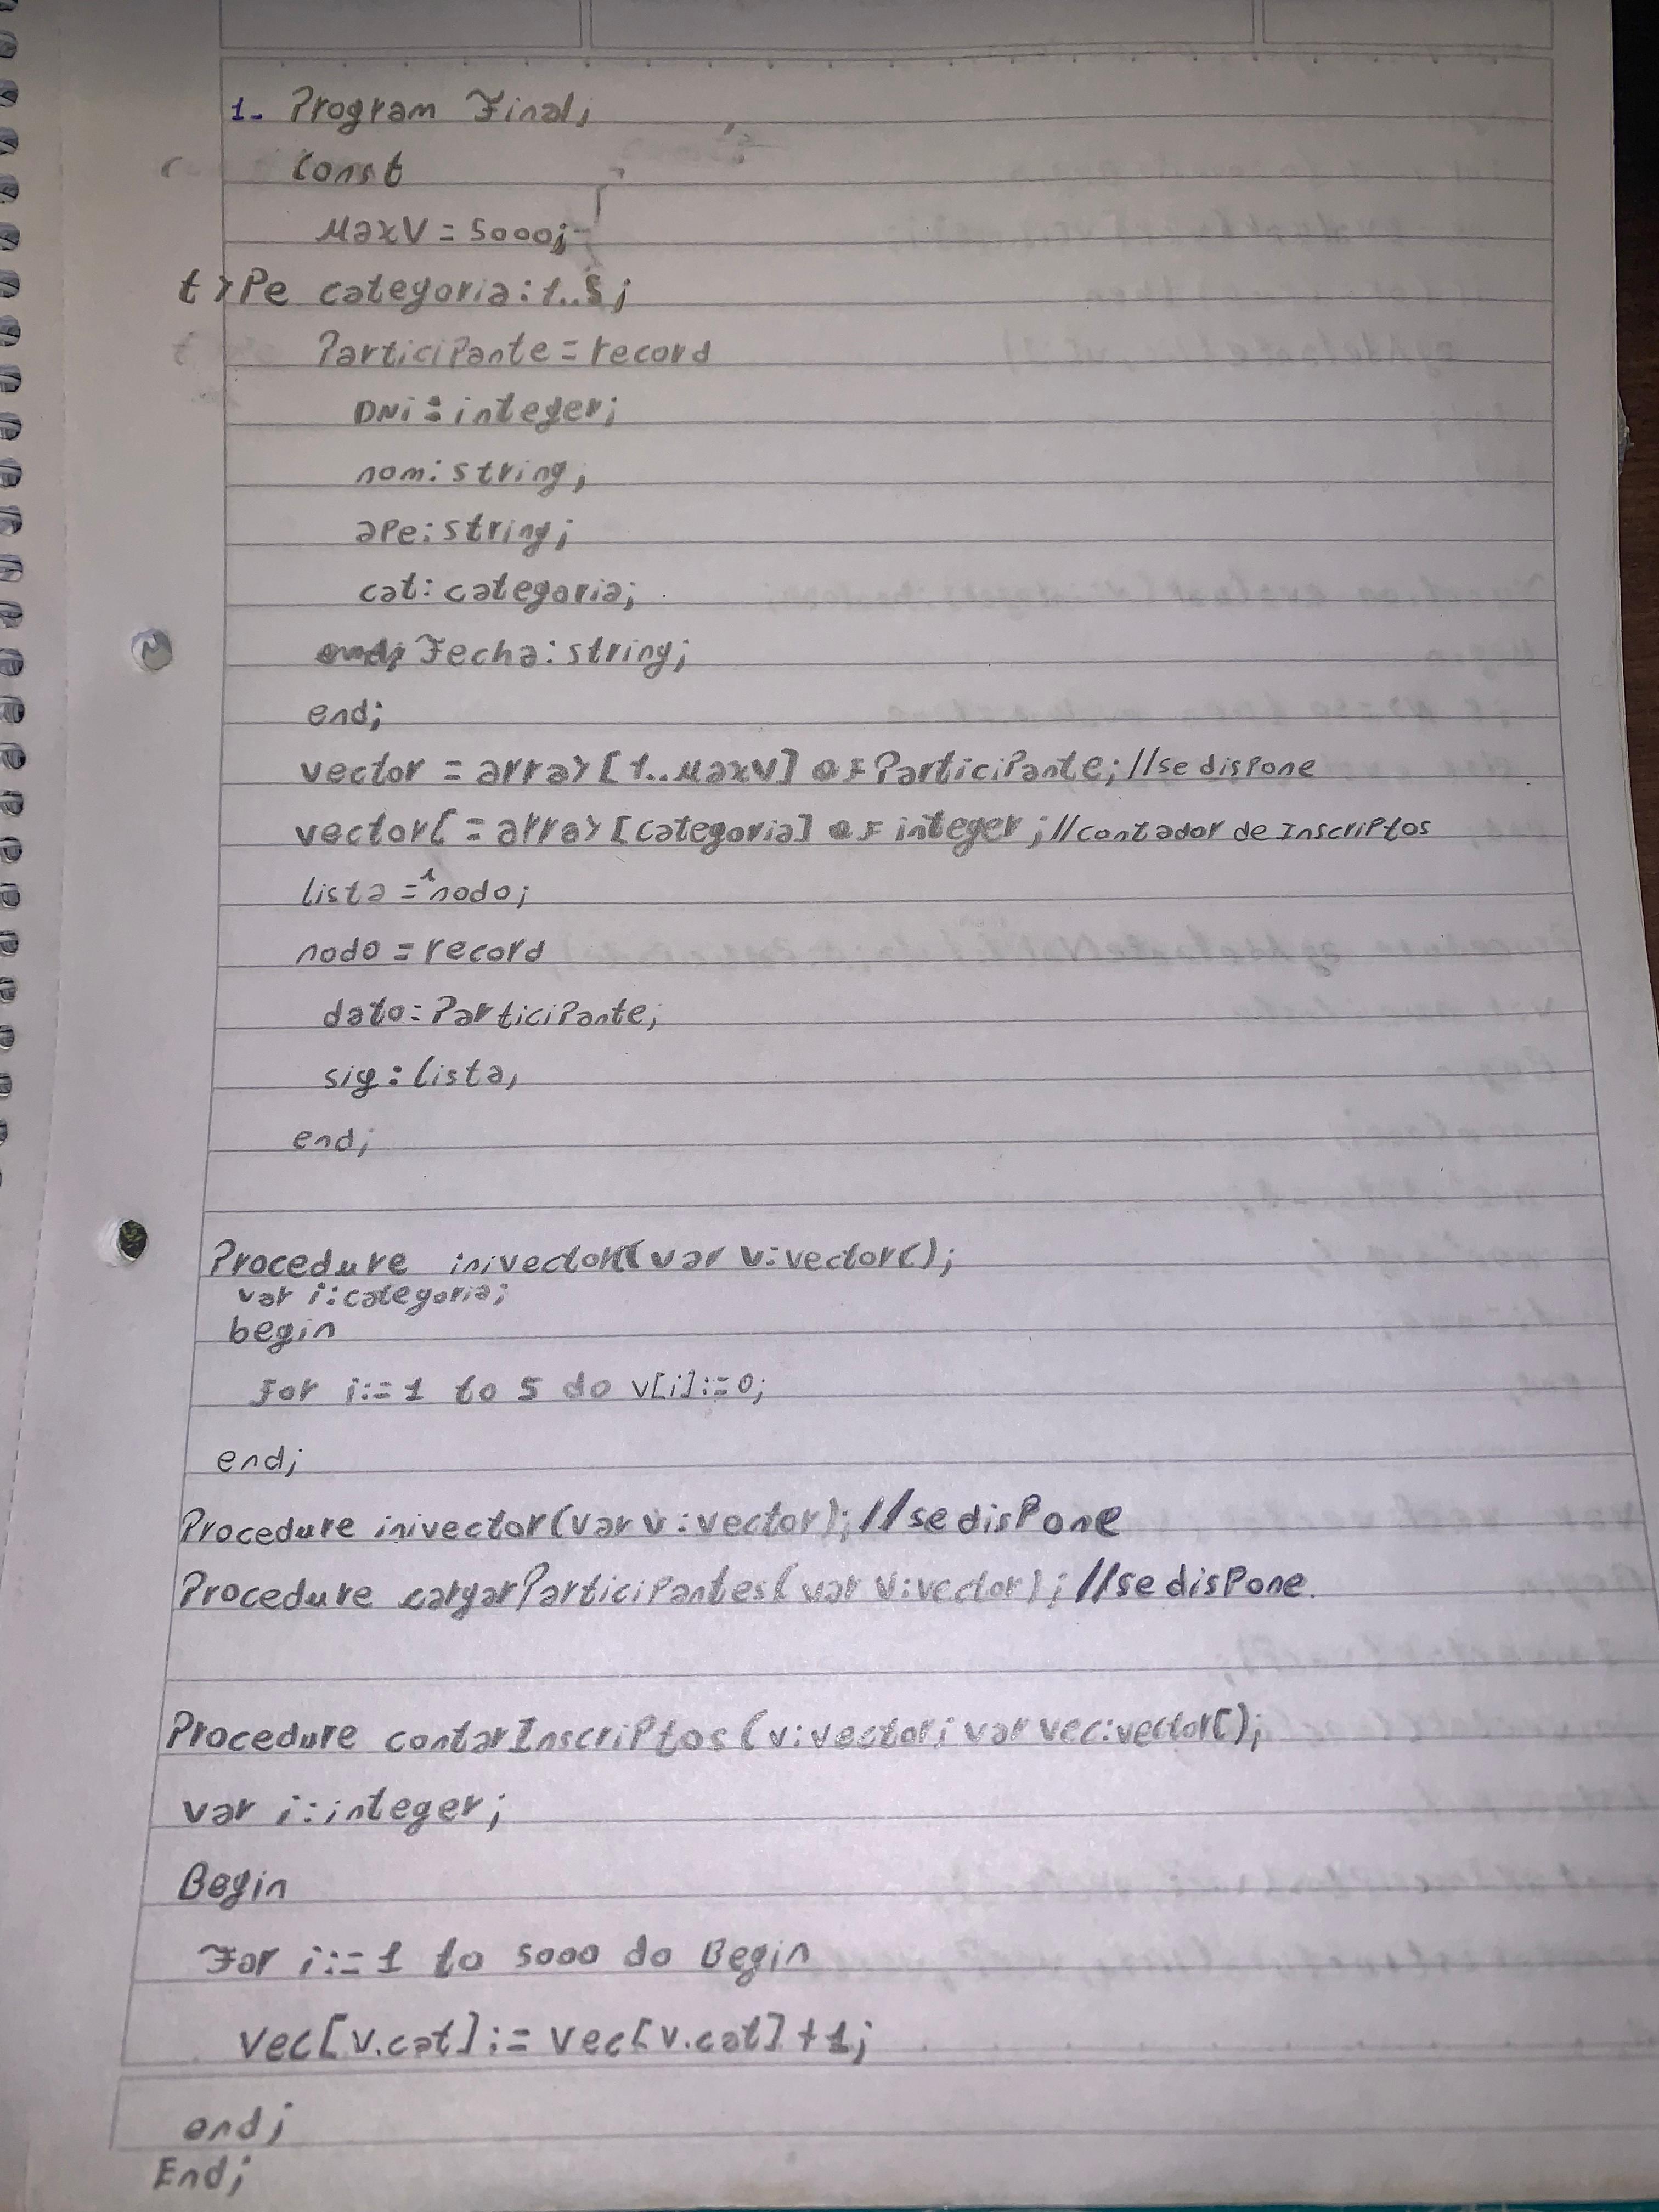 1- Program Final;
Const
MaxV = 5000;
type categoria: 1..5;
Participante = record
DNi: integer;
nom: string;
ape: string;
cat: categoria;
end; Fecha: string;
end;
vector = array [1..MaxV] of Participante; //se dispone
vectorC = array [categoria] of integer; //contador de Inscriptos
lista = ^nodo;
nodo = record
dato: Participante;
sig: lista;
end;
Procedure inivectorC(var v: vectorC);
var i: categoria;
begin
For i:= 1 to 5 do v[i]:= 0;
end;
Procedure inivector(var v: vector); //se dispone
Procedure cargarParticipantes(var v: vector); //se dispone.
Procedure contarInscriptos (v: vector; var vec: vectorC);
var i: integer;
Begin
For i:= 1 to 5000 do Begin
vec[v.cat]:= vec[v.cat]+1;
end;
End;